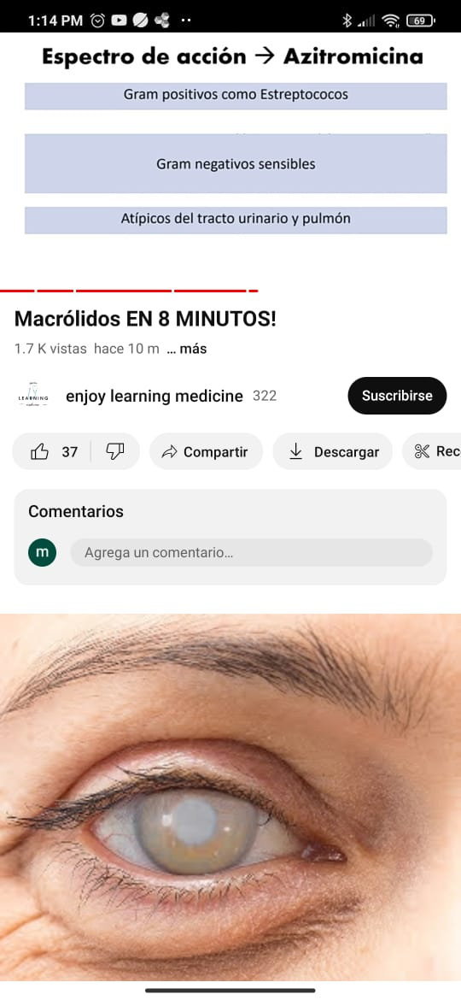 1:14 PM
69
Espectro de acción → Azitromicina
Gram positivos como Estreptococos
Gram negativos sensibles
Atípicos del tracto urinario y pulmón
Macrólidos EN 8 MINUTOS!
1.7 K vistas hace 10 m ... más
LEARNING
enjoy learning medicine 322
Suscribirse
37
Compartir
Descargar
Rec
Comentarios
m
Agrega un comentario...